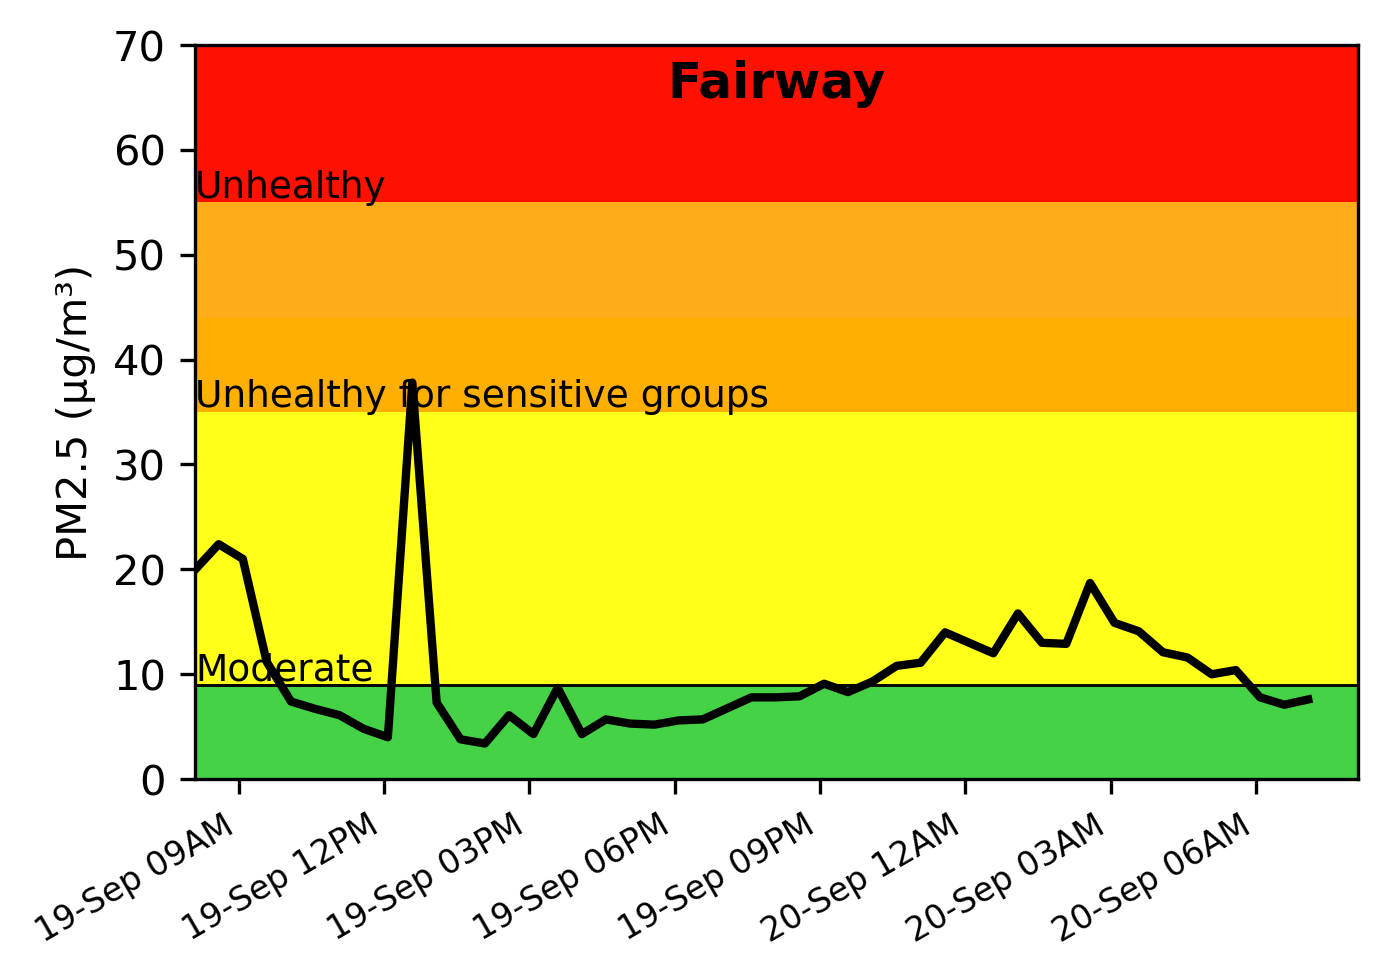 Fairway
PM2.5 (µg/m³)
70
60
50
40
30
20
10
0
Unhealthy
Unhealthy for sensitive groups
Moderate
19-Sep 09AM
19-Sep 12PM
19-Sep 03PM
19-Sep 06PM
19-Sep 09PM
20-Sep 12AM
20-Sep 03AM
20-Sep 06AM